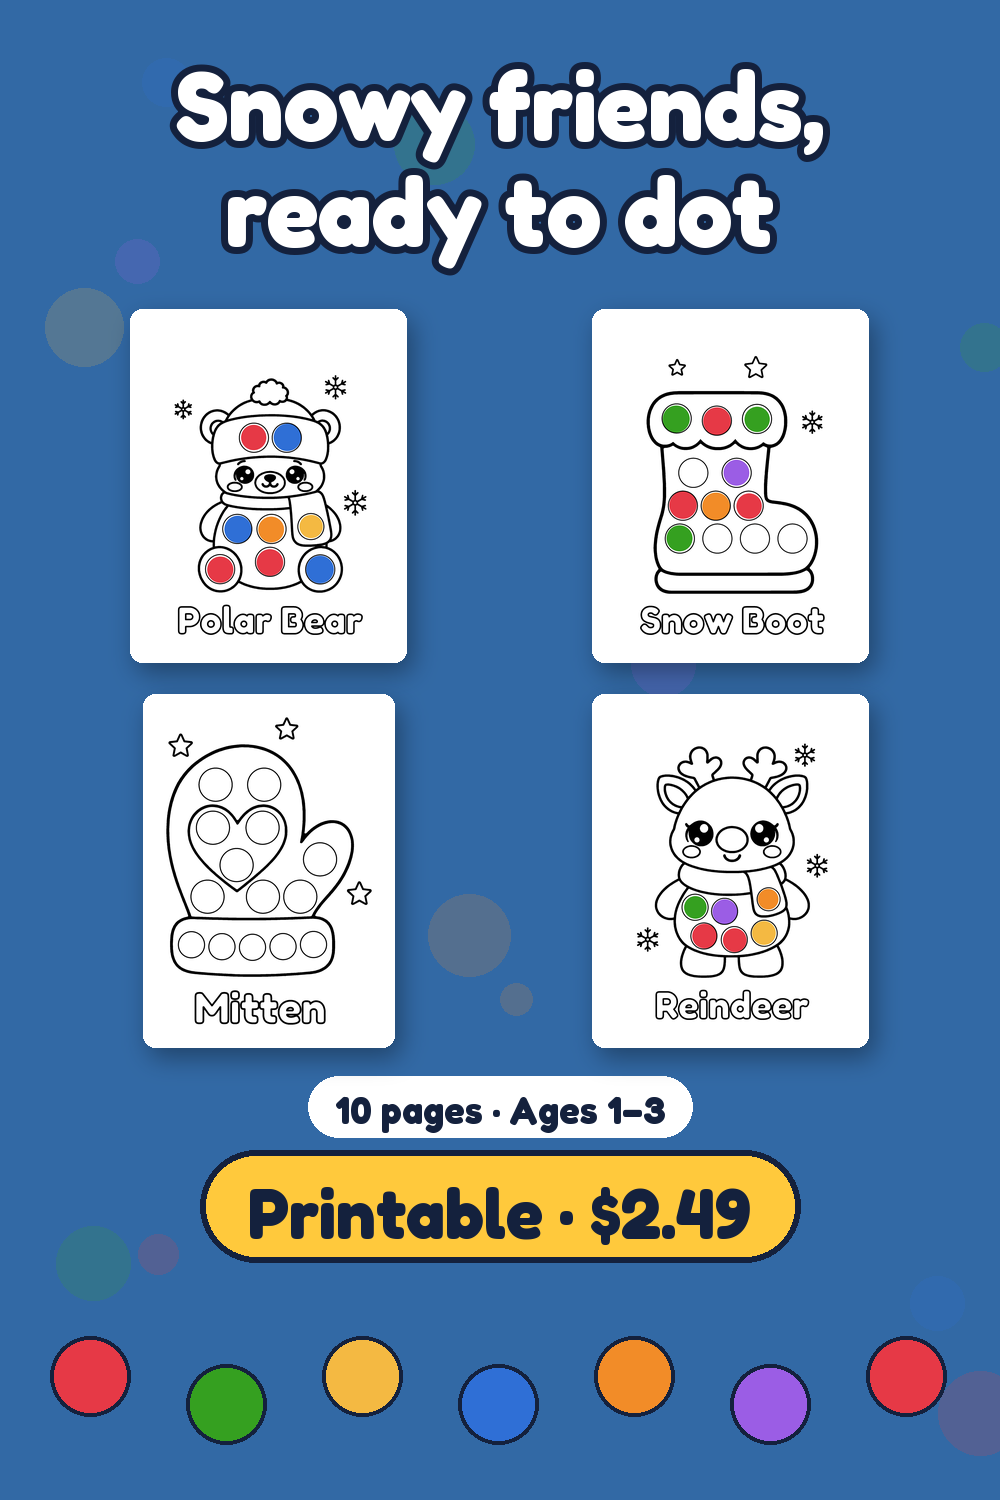 Snowy friends,
ready to dot
Polar Bear
Snow Boot
Mitten
Reindeer
10 pages · Ages 1–3
Printable · $2.49